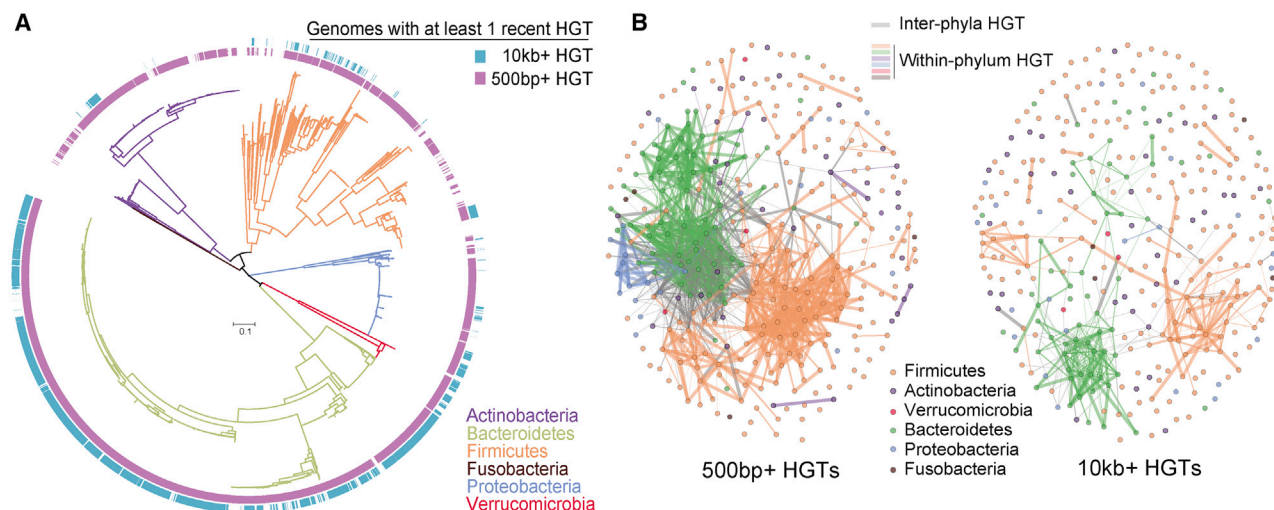 A
Genomes with at least 1 recent HGT
10kb+ HGT
500bp+ HGT
0.1
Actinobacteria
Bacteroidetes
Firmicutes
Fusobacteria
Proteobacteria
Verrucomicrobia
B
Inter-phyla HGT
Within-phylum HGT
Firmicutes
Actinobacteria
Verrucomicrobia
Bacteroidetes
Proteobacteria
Fusobacteria
500bp+ HGTs
10kb+ HGTs